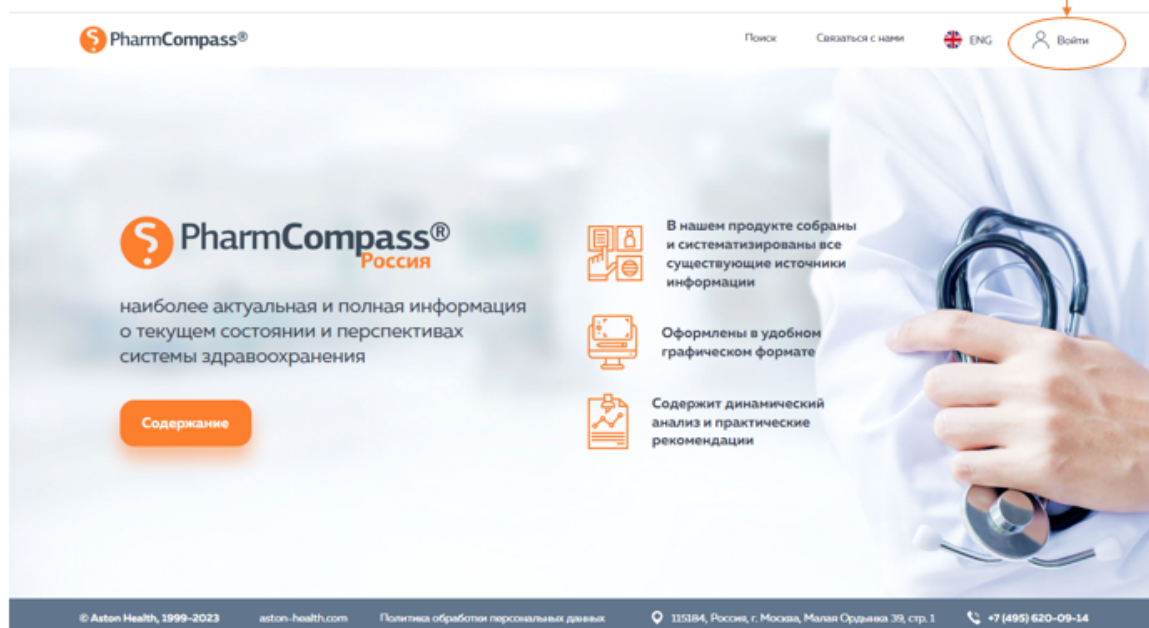 PharmCompass®
Поиск
Связаться с нами
ENG
Войти
PharmCompass®
Россия
наиболее актуальная и полная информация
о текущем состоянии и перспективах
системы здравоохранения
Содержание
В нашем продукте собраны
и систематизированы все
существующие источники
информации
Оформлены в удобном
графическом формате
Содержит динамический
анализ и практические
рекомендации
© Aston Health, 1999-2023
aston-health.com
Политика обработки персональных данных
115184, Россия, г. Москва, Малая Ордынка 39, стр. 1
+7 (495) 620-09-14